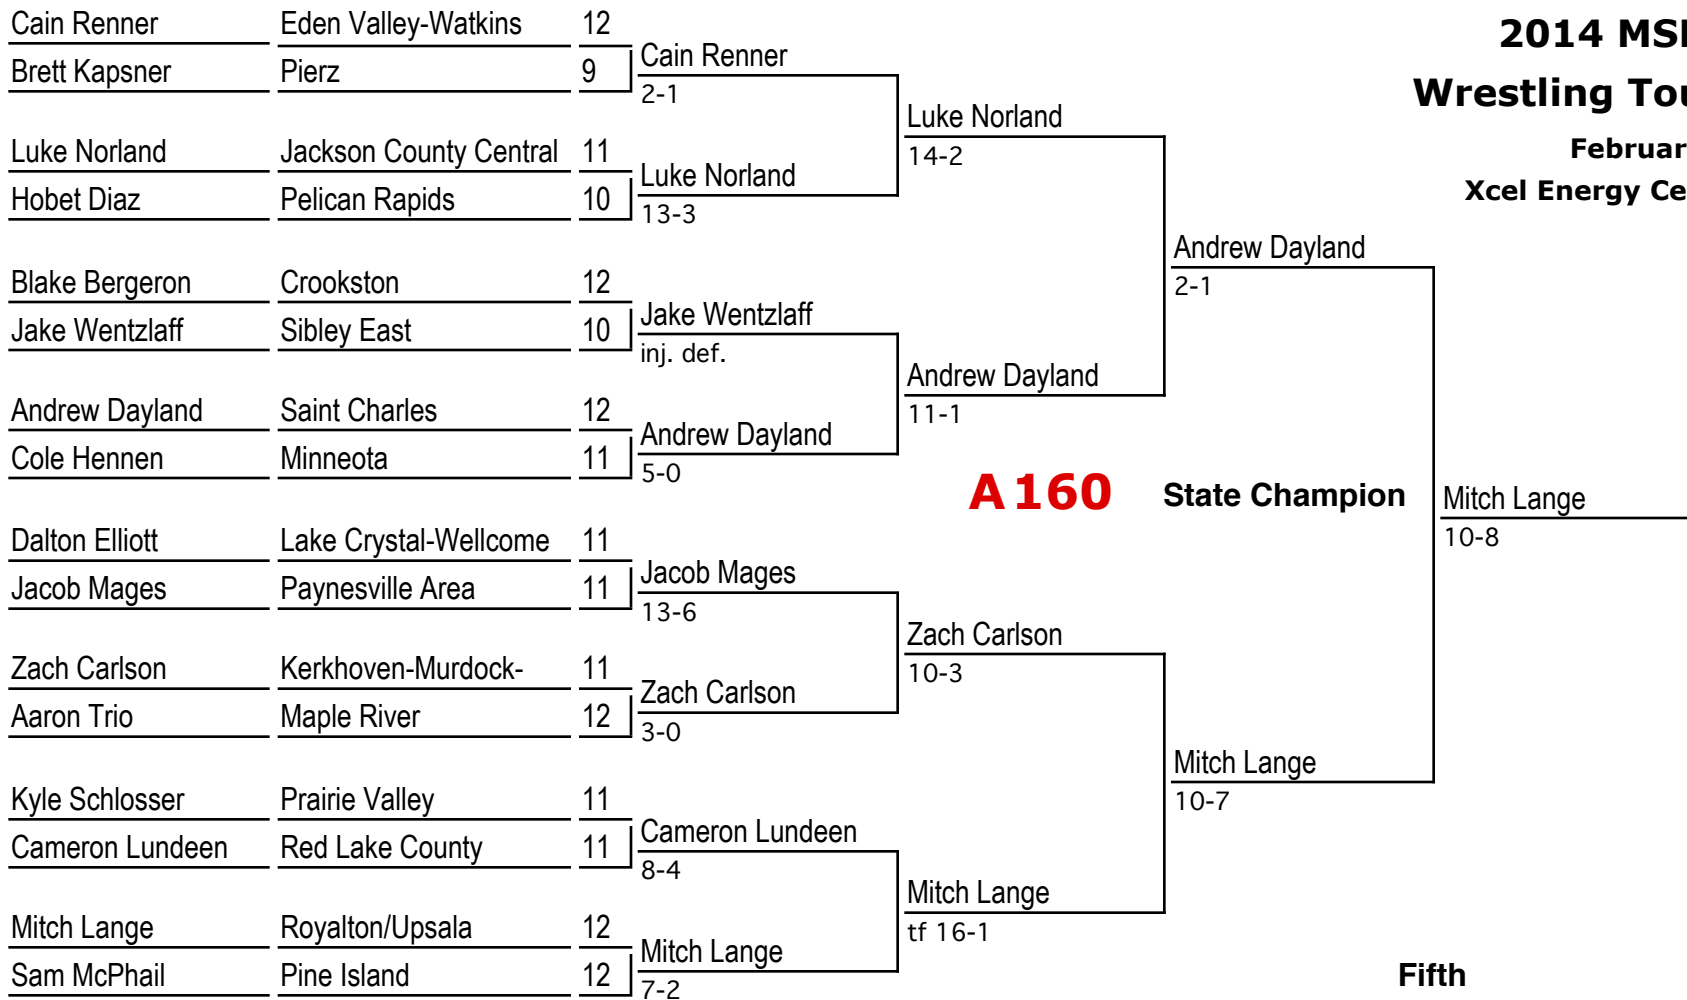 Cain Renner Eden Valley-Watkins 12
Brett Kapsner Pierz 9
Luke Norland Jackson County Central 11
Hobet Diaz Pelican Rapids 10
Blake Bergeron Crookston 12
Jake Wentzlaff Sibley East 10
Andrew Dayland Saint Charles 12
Cole Hennen Minneota 11
Dalton Elliott Lake Crystal-Wellcome 11
Jacob Mages Paynesville Area 11
Zach Carlson Kerkhoven-Murdock- 11
Aaron Trio Maple River 12
Kyle Schlosser Prairie Valley 11
Cameron Lundeen Red Lake County 11
Mitch Lange Royalton/Upsala 12
Sam McPhail Pine Island 12
Cain Renner
2-1
Luke Norland
13-3
Jake Wentzlaff
inj. def.
Andrew Dayland
5-0
Jacob Mages
13-6
Zach Carlson
3-0
Cameron Lundeen
8-4
Mitch Lange
7-2
Luke Norland
14-2
Andrew Dayland
11-1
Zach Carlson
10-3
Mitch Lange
tf 16-1
Andrew Dayland
2-1
Mitch Lange
10-7
A 160 State Champion
Mitch Lange
10-8
2014 MS
Wrestling Tou
Februar
Xcel Energy Ce
Fifth